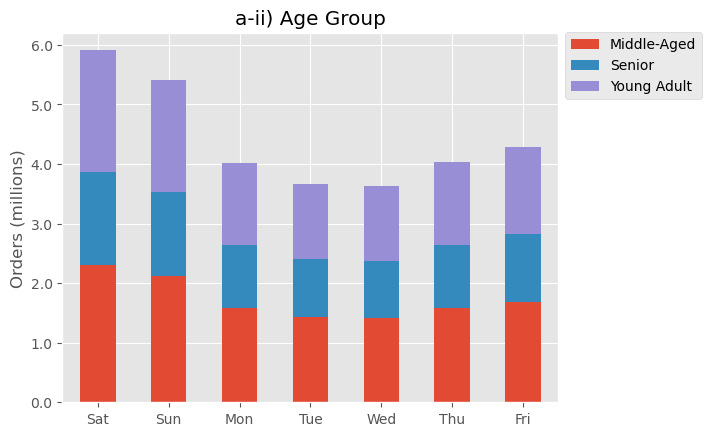 a-ii) Age Group
Middle-Aged
Senior
Young Adult
Orders (millions)
6.0
5.0
4.0
3.0
2.0
1.0
0.0
Sat Sun Mon Tue Wed Thu Fri